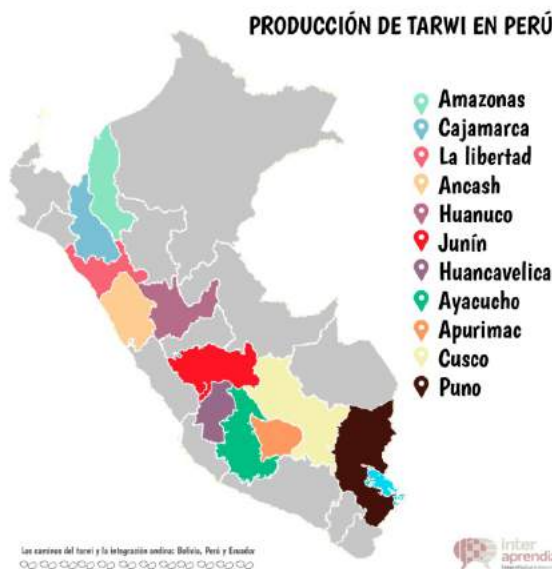 PRODUCCIÓN DE TARWI EN PERÚ
Amazonas
Cajamarca
La libertad
Ancash
Huanuco
Junín
Huancavelica
Ayacucho
Apurimac
Cusco
Puno
Los caminos del tarwi y la integración andina: Bolivia, Perú y Ecuador
inter
aprendi